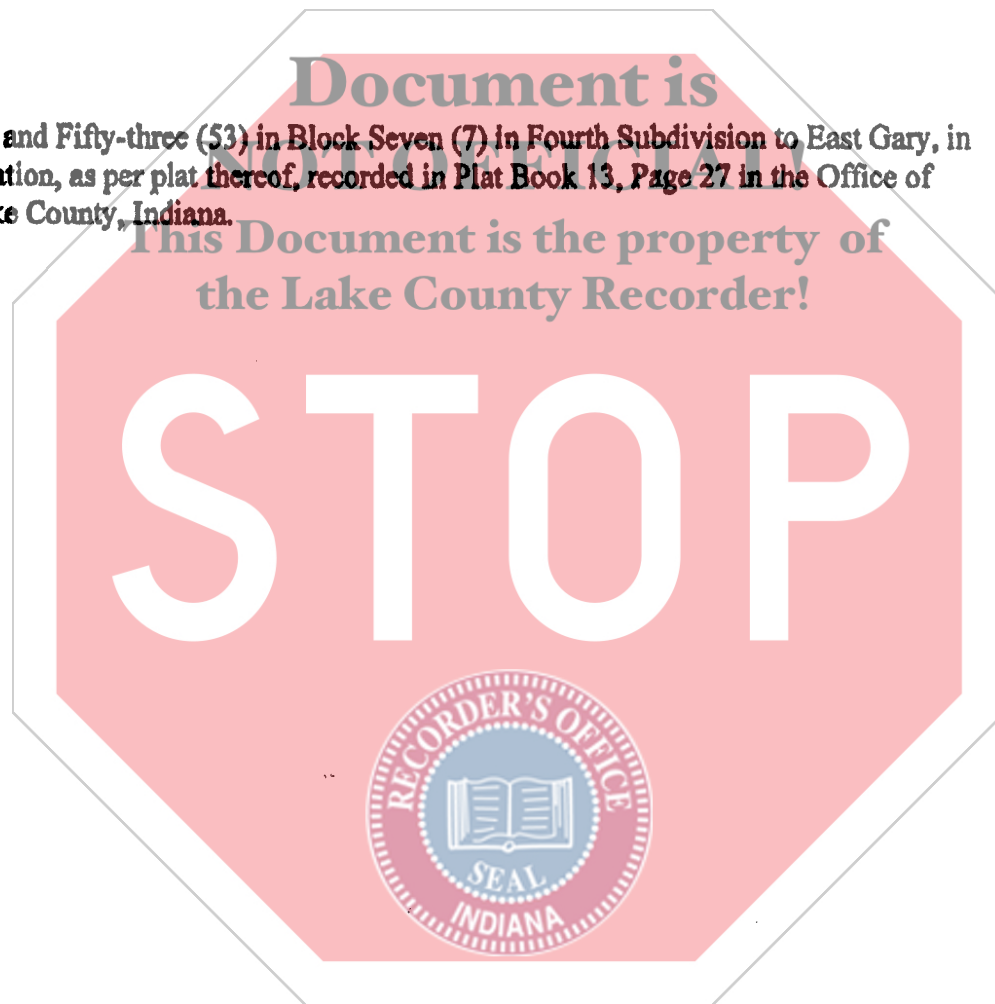 Document is
and Fifty-three (53) in Block Seven (7) in Fourth Subdivision to East Gary, in
NOT OFFICIAL!
tion, as per plat thereof, recorded in Plat Book 13, Page 27 in the Office of
e County, Indiana.
This Document is the property of
the Lake County Recorder!
STOP
RECORDER'S OFFICE
SEAL
INDIANA